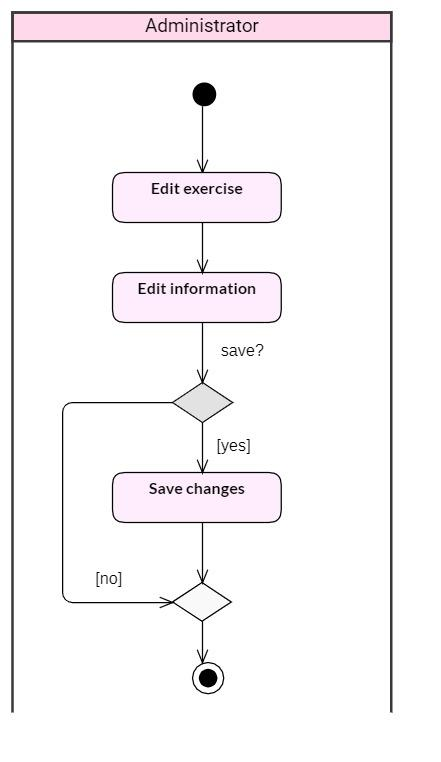 Administrator
Edit exercise
Edit information
save?
[yes]
Save changes
[no]